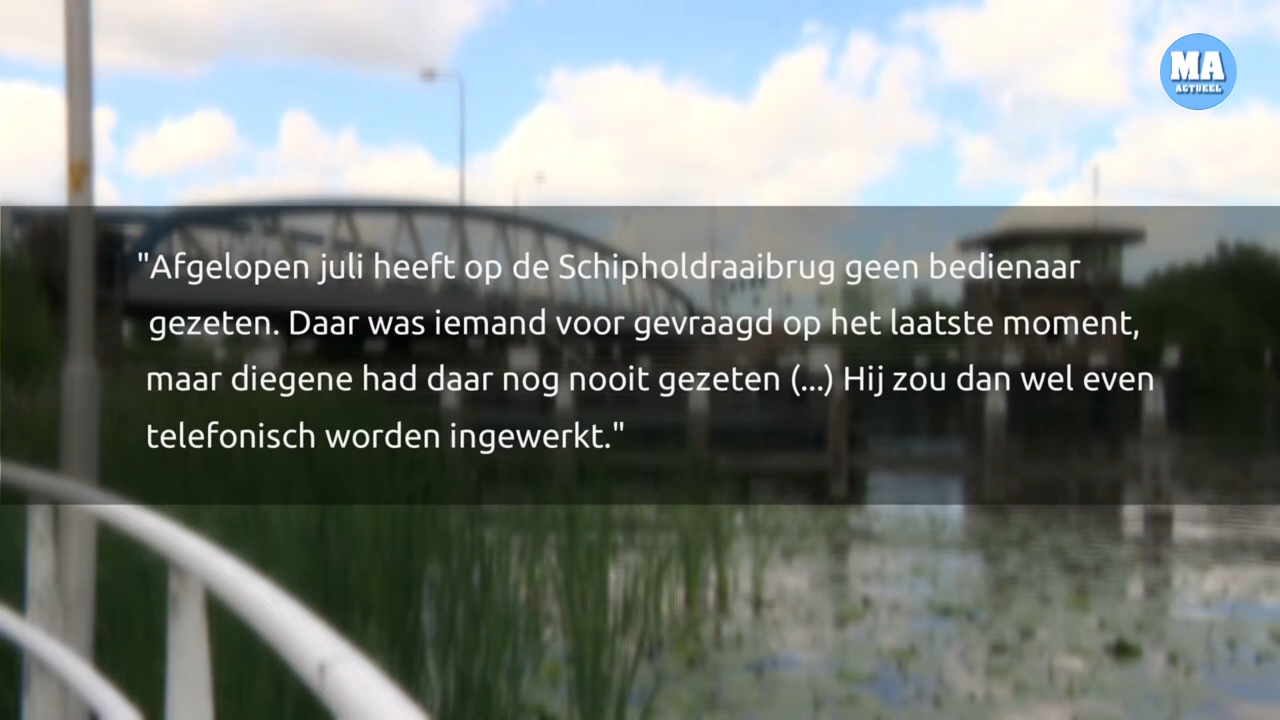 MA
ACTUEEL
"Afgelopen juli heeft op de Schipholdraaibrug geen bedienaar
gezeten. Daar was iemand voor gevraagd op het laatste moment,
maar diegene had daar nog nooit gezeten (...) Hij zou dan wel even
telefonisch worden ingewerkt."